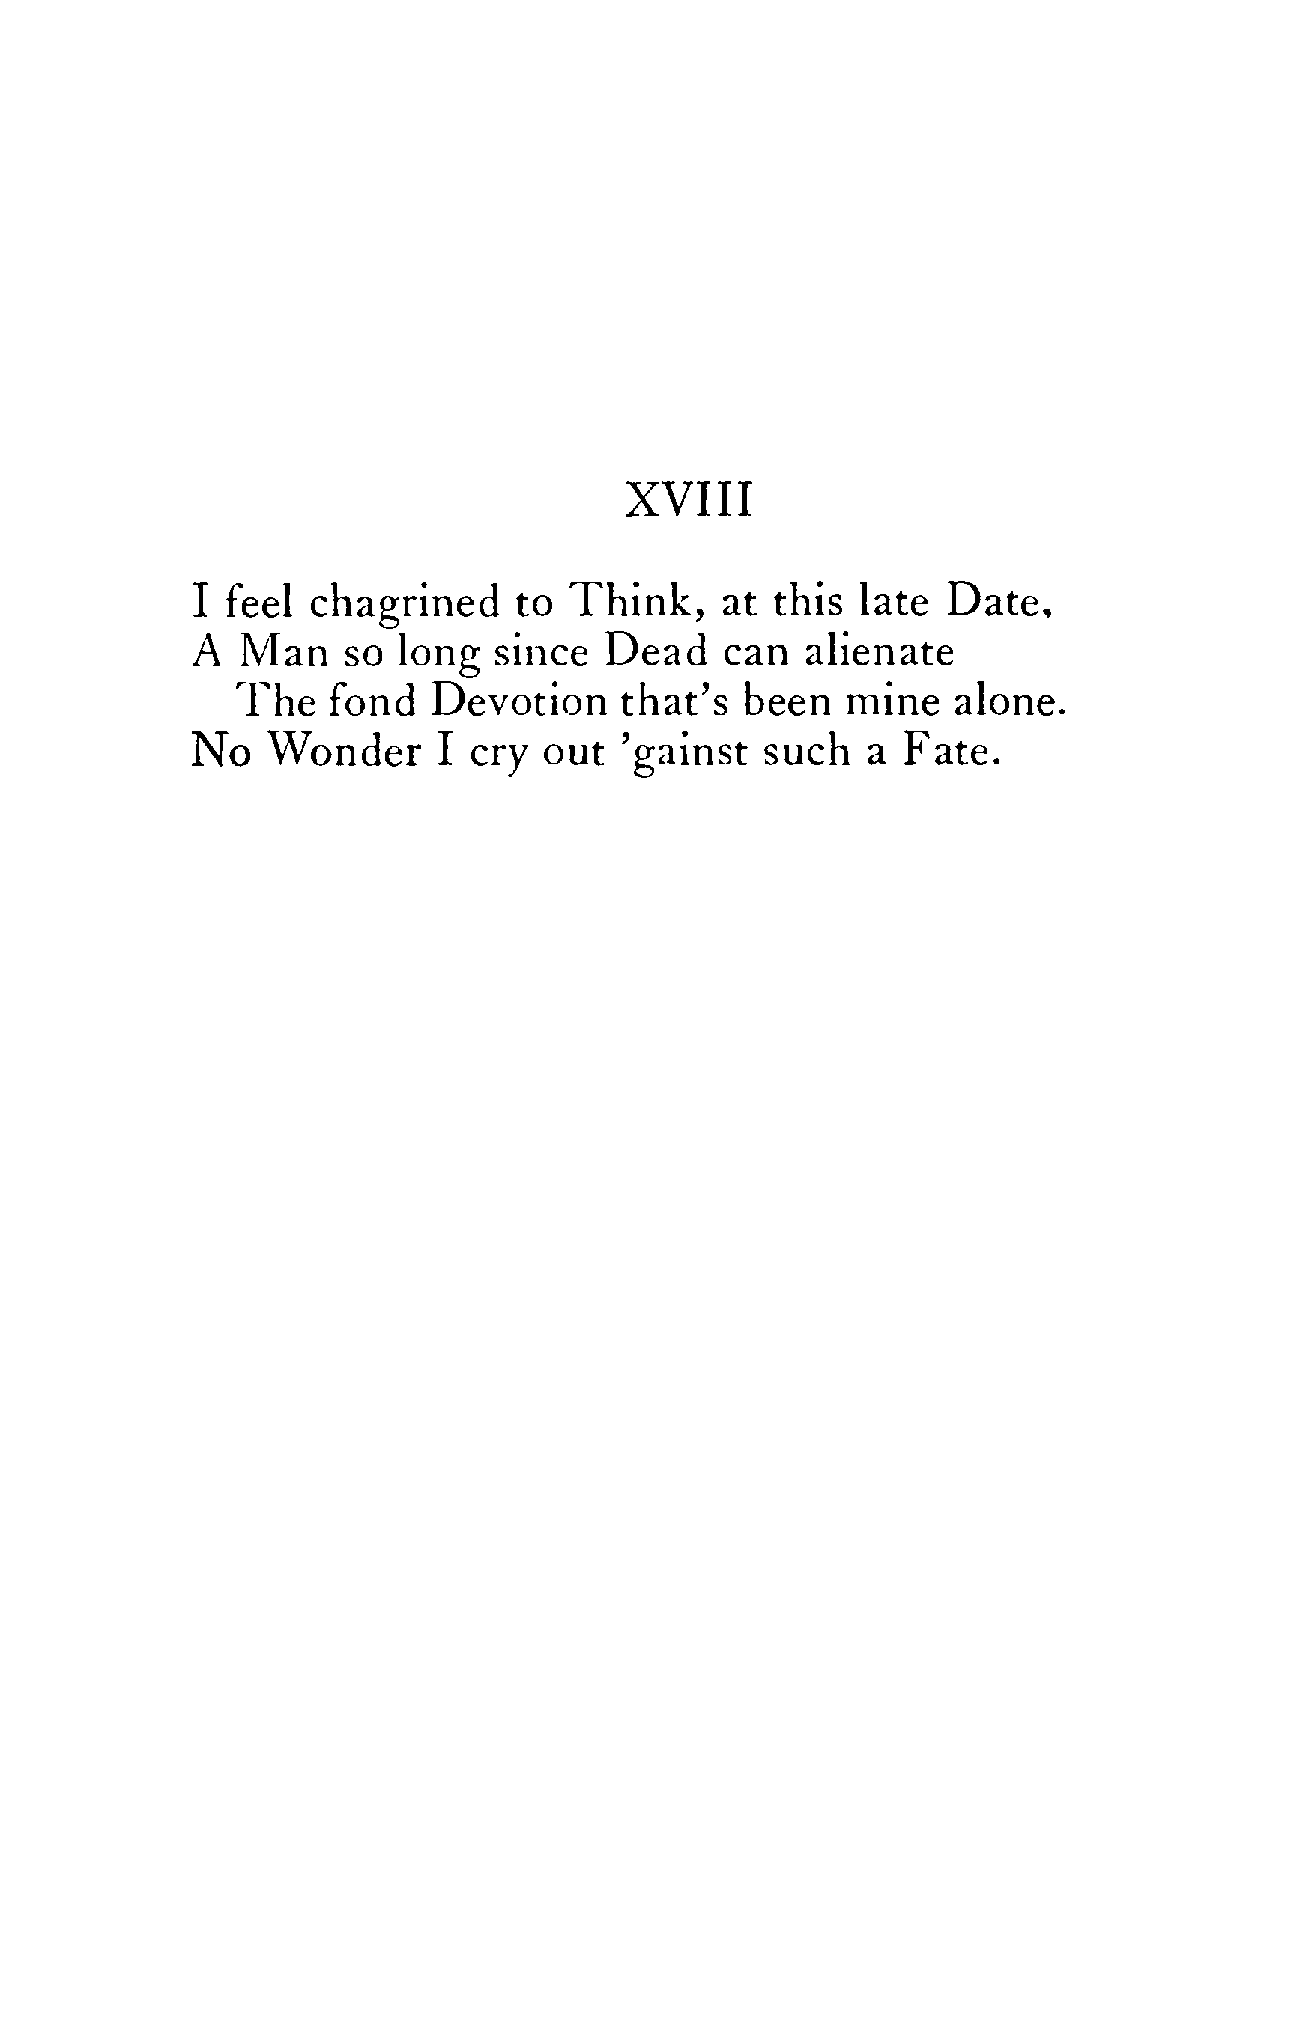 XVIII
I feel chagrined to Think, at this late Date,
A Man so long since Dead can alienate
The fond Devotion that's been mine alone.
No Wonder I cry out 'gainst such a Fate.